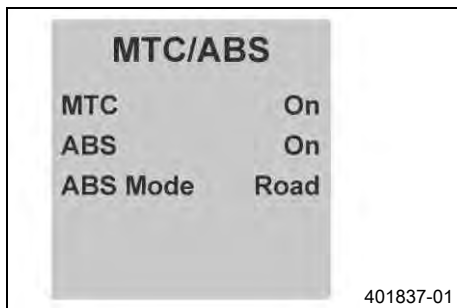 MTC/ABS
MTC On
ABS On
ABS Mode Road
401837-01